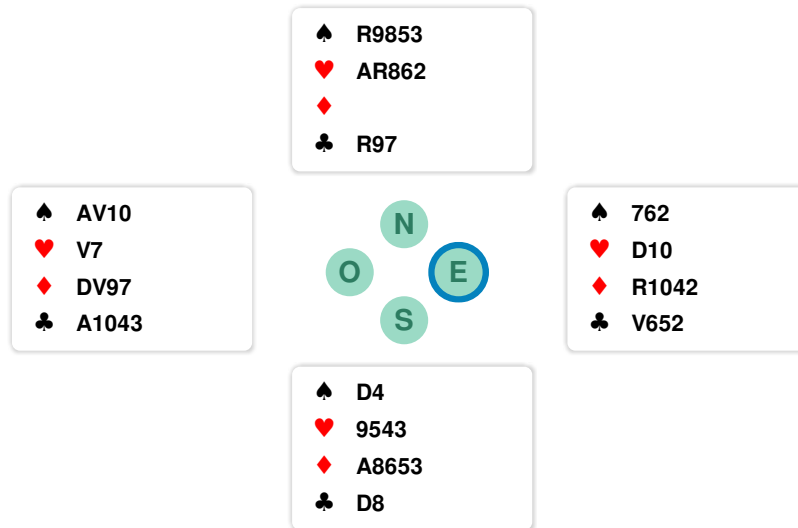 ♠ R9853
♥ AR862
♦
♣ R97
♠ AV10
♥ V7
♦ DV97
♣ A1043
N
O
E
S
♠ 762
♥ D10
♦ R1042
♣ V652
♠ D4
♥ 9543
♦ A8653
♣ D8